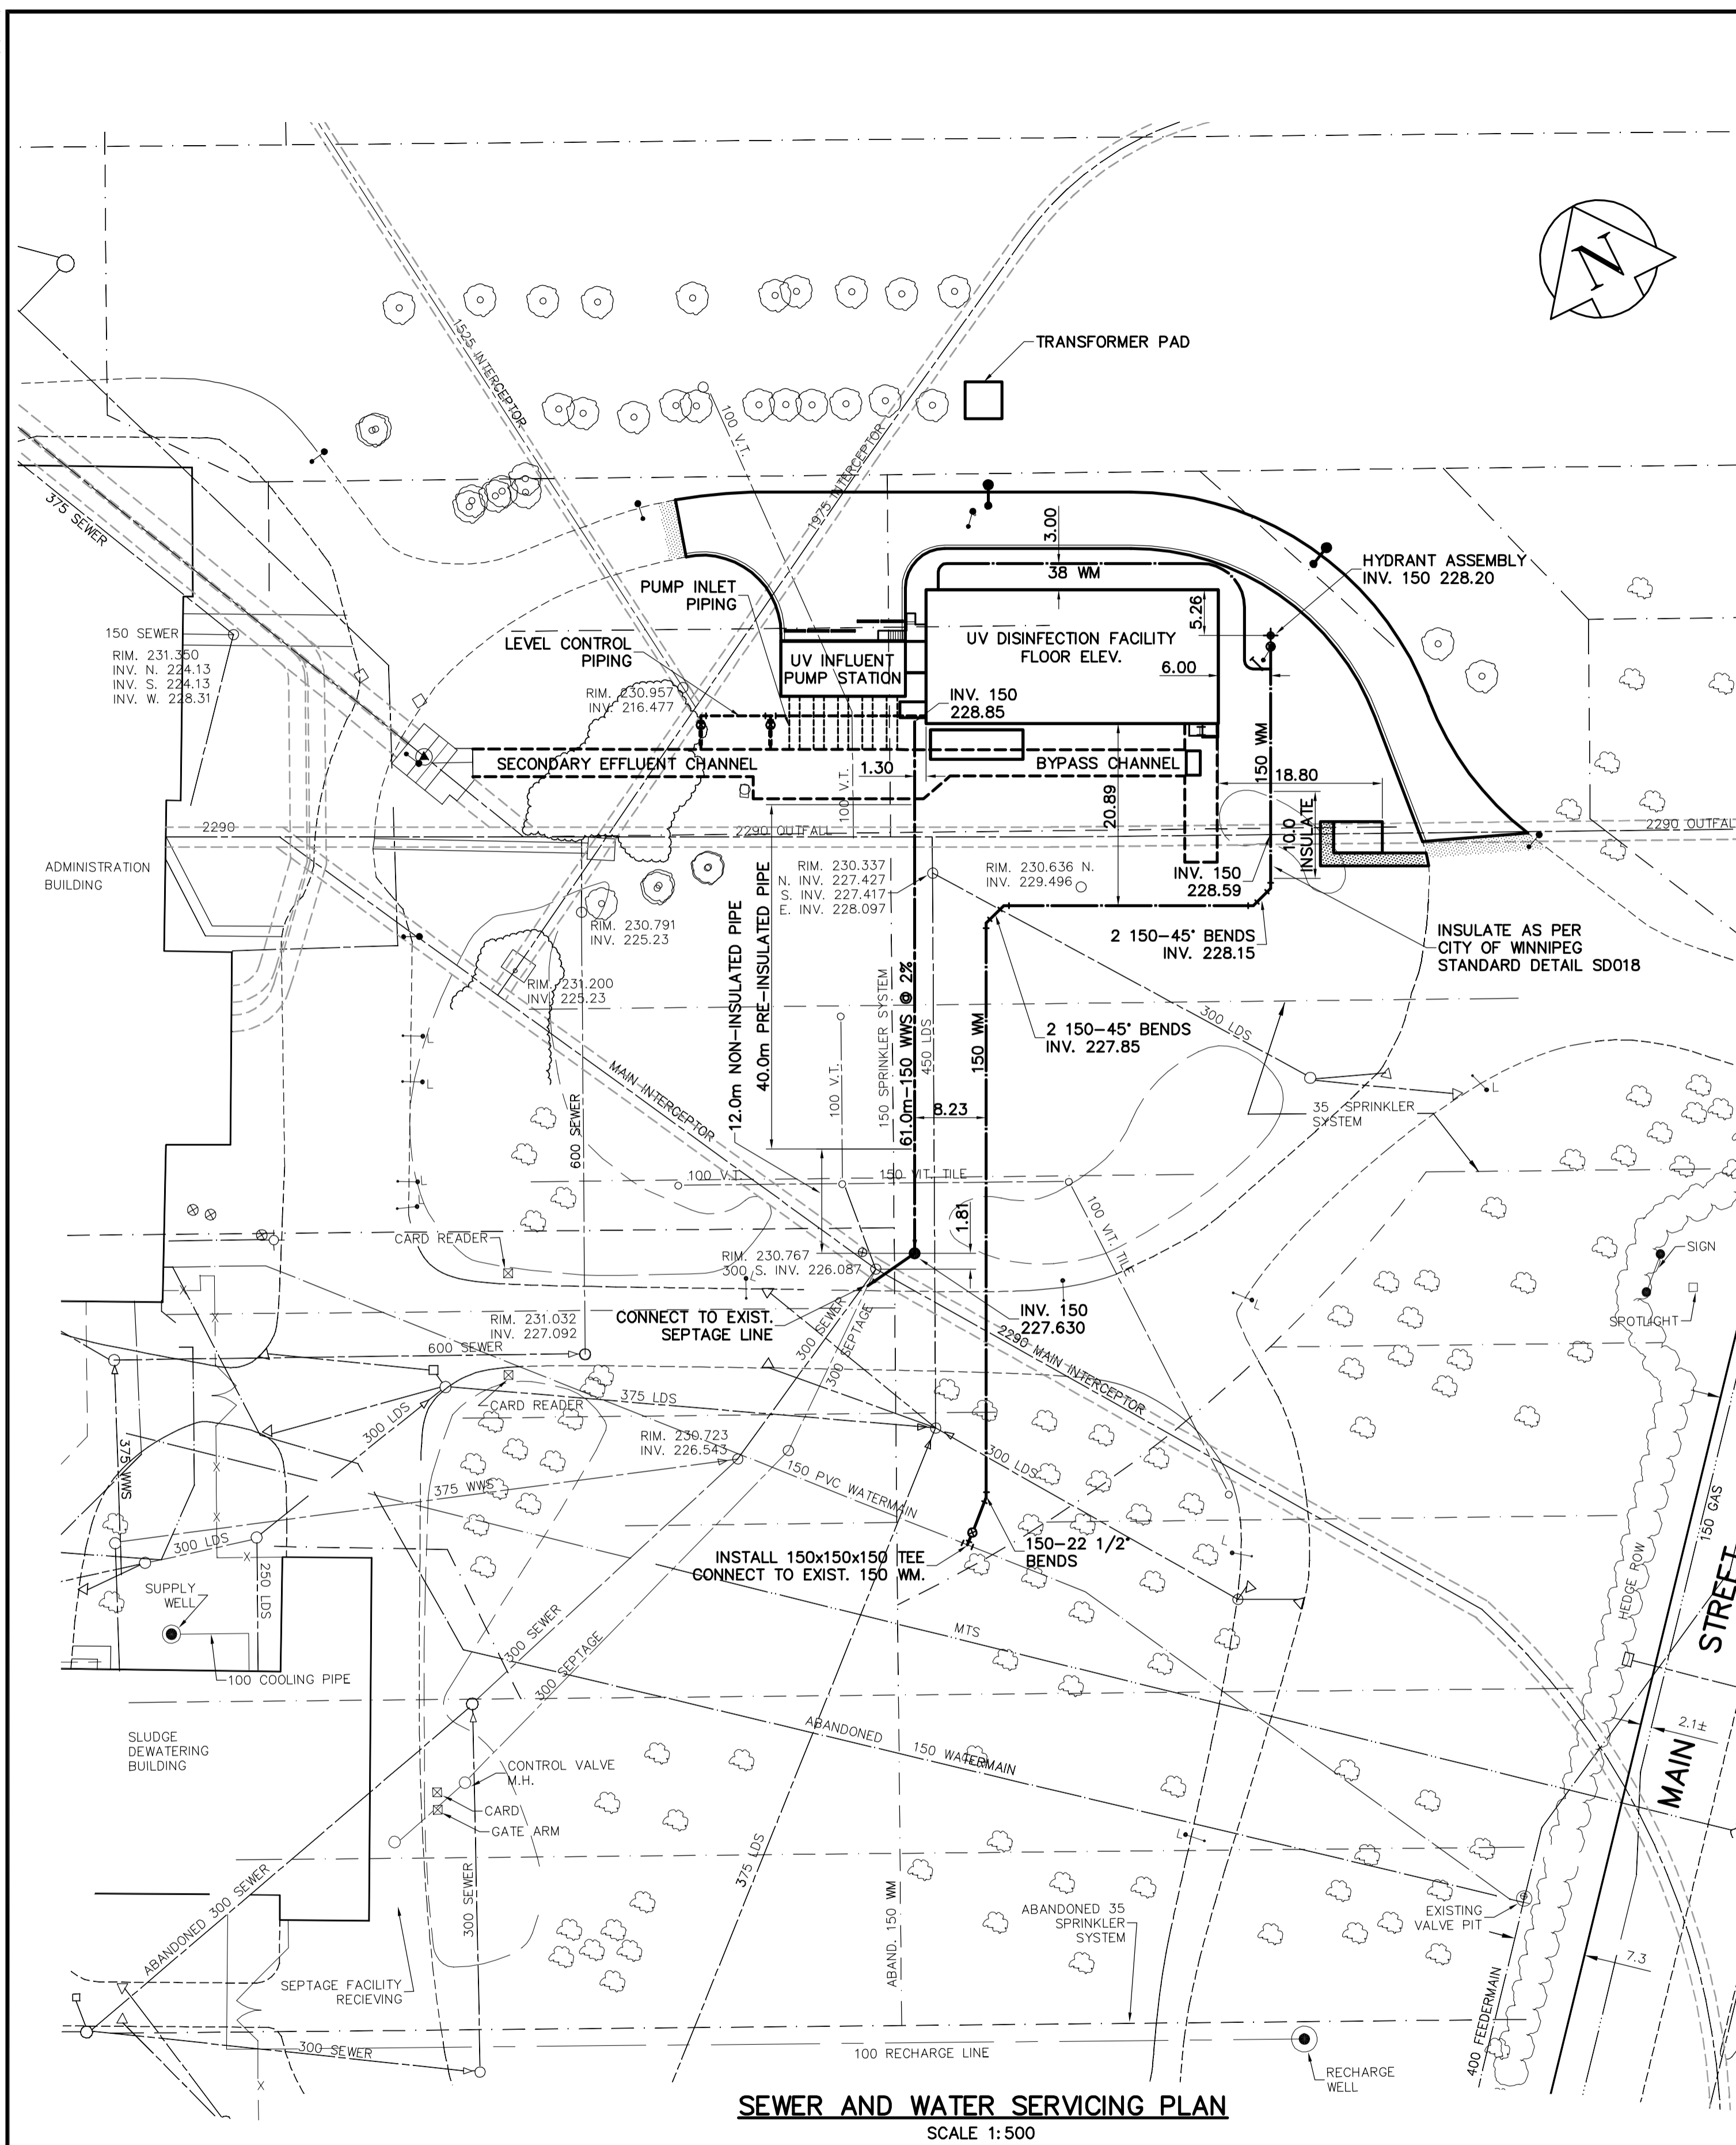 N
TRANSFORMER PAD
1525 INTERCEPTOR
100 V.T.
1975 INTERCEPTOR
375 SEWER
3.00
38 WM
HYDRANT ASSEMBLY
INV. 150 228.20
PUMP INLET
PIPING
5.26
LEVEL CONTROL
PIPING
UV INFLUENT
PUMP STATION
UV DISINFECTION FACILITY
FLOOR ELEV.
6.00
150 SEWER
RIM. 231.350
INV. N. 224.13
INV. S. 224.13
INV. W. 228.31
RIM. 230.957
INV. 216.477
INV. 150
228.85
SECONDARY EFFLUENT CHANNEL
1.30
BYPASS CHANNEL
150 WM
18.80
20.89
10.0
INSULATE
100 V.T.
2290
2290 OUTFALL
2290 OUTFAL
ADMINISTRATION
BUILDING
RIM. 230.337
N. INV. 227.427
S. INV. 227.417
E. INV. 228.097
RIM. 230.636 N.
INV. 229.496
INV. 150
228.59
12.0m NON-INSULATED PIPE
40.0m PRE-INSULATED PIPE
RIM. 230.791
INV. 225.23
2 150-45° BENDS
INV. 228.15
INSULATE AS PER
CITY OF WINNIPEG
STANDARD DETAIL SD018
RIM. 231.200
INV. 225.23
150 SPRINKLER SYSTEM
61.0m-150 WWS @ 2%
450 LDS
150 WM
300 LDS
2 150-45° BENDS
INV. 227.85
MAIN INTERCEPTOR
600 SEWER
100 V.T.
8.23
35 SPRINKLER
SYSTEM
L
L
L
L
L
100 V.T.
150 VIT. TILE
100 VIT. TILE
1.81
CARD READER
RIM. 230.767
300 S. INV. 226.087
SIGN
SPOTLIGHT
L
L
CONNECT TO EXIST.
SEPTAGE LINE
INV. 150
227.630
RIM. 231.032
INV. 227.092
600 SEWER
300 SEWER
300 SEPTAGE
2290 MAIN INTERCEPTOR
CARD READER
375 LDS
300 LDS
RIM. 230.723
INV. 226.543
375 WWS
375 WWS
150 PVC WATERMAIN
300 LDS
300 LDS
250 LDS
INSTALL 150x150x150 TEE
CONNECT TO EXIST. 150 WM.
150-22 1/2°
BENDS
L
150 GAS
HEDGE ROW
STREET
MAIN
SUPPLY
WELL
100 COOLING PIPE
300 SEWER
300 SEPTAGE
MTS
2.1±
SLUDGE
DEWATERING
BUILDING
ABANDONED 150 WATERMAIN
CONTROL VALVE
M.H.
CARD
GATE ARM
L
375 LDS
ABANDONED 300 SEWER
300 SEWER
ABAND. 150 WM
ABANDONED 35
SPRINKLER
SYSTEM
EXISTING
VALVE PIT
7.3
SEPTAGE FACILITY
RECIEVING
400 FEEDERMAIN
300 SEWER
100 RECHARGE LINE
RECHARGE
WELL
SEWER AND WATER SERVICING PLAN
SCALE 1:500